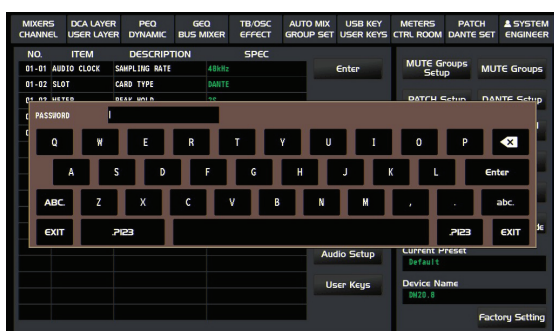 MIXERS DCA LAYER PEQ GEQ TB/OSC AUTO MIX USB KEY METERS PATCH SYSTEM
CHANNEL USER LAYER DYNAMIC BUS MIXER EFFECT GROUP SET USER KEYS CTRL ROOM DANTE SET ENGINEER
NO. ITEM DESCRIPTION SPEC
01-01 AUDIO CLOCK SAMPLING RATE 48kHz
Enter
MUTE Groups Setup
MUTE Groups
01-02 SLOT CARD TYPE DANTE
01-03 METER PEAK HOLD 2S
PATCH Setup DANTE Setup
PASSWORD
Q W E R T Y U I O P
A S D F G H J K L Enter
ABC. Z X C V B N M , . abc.
EXIT .?123 .?123 EXIT
Audio Setup
Current Preset
Default
User Keys
Device Name
DM20.8
Factory Setting